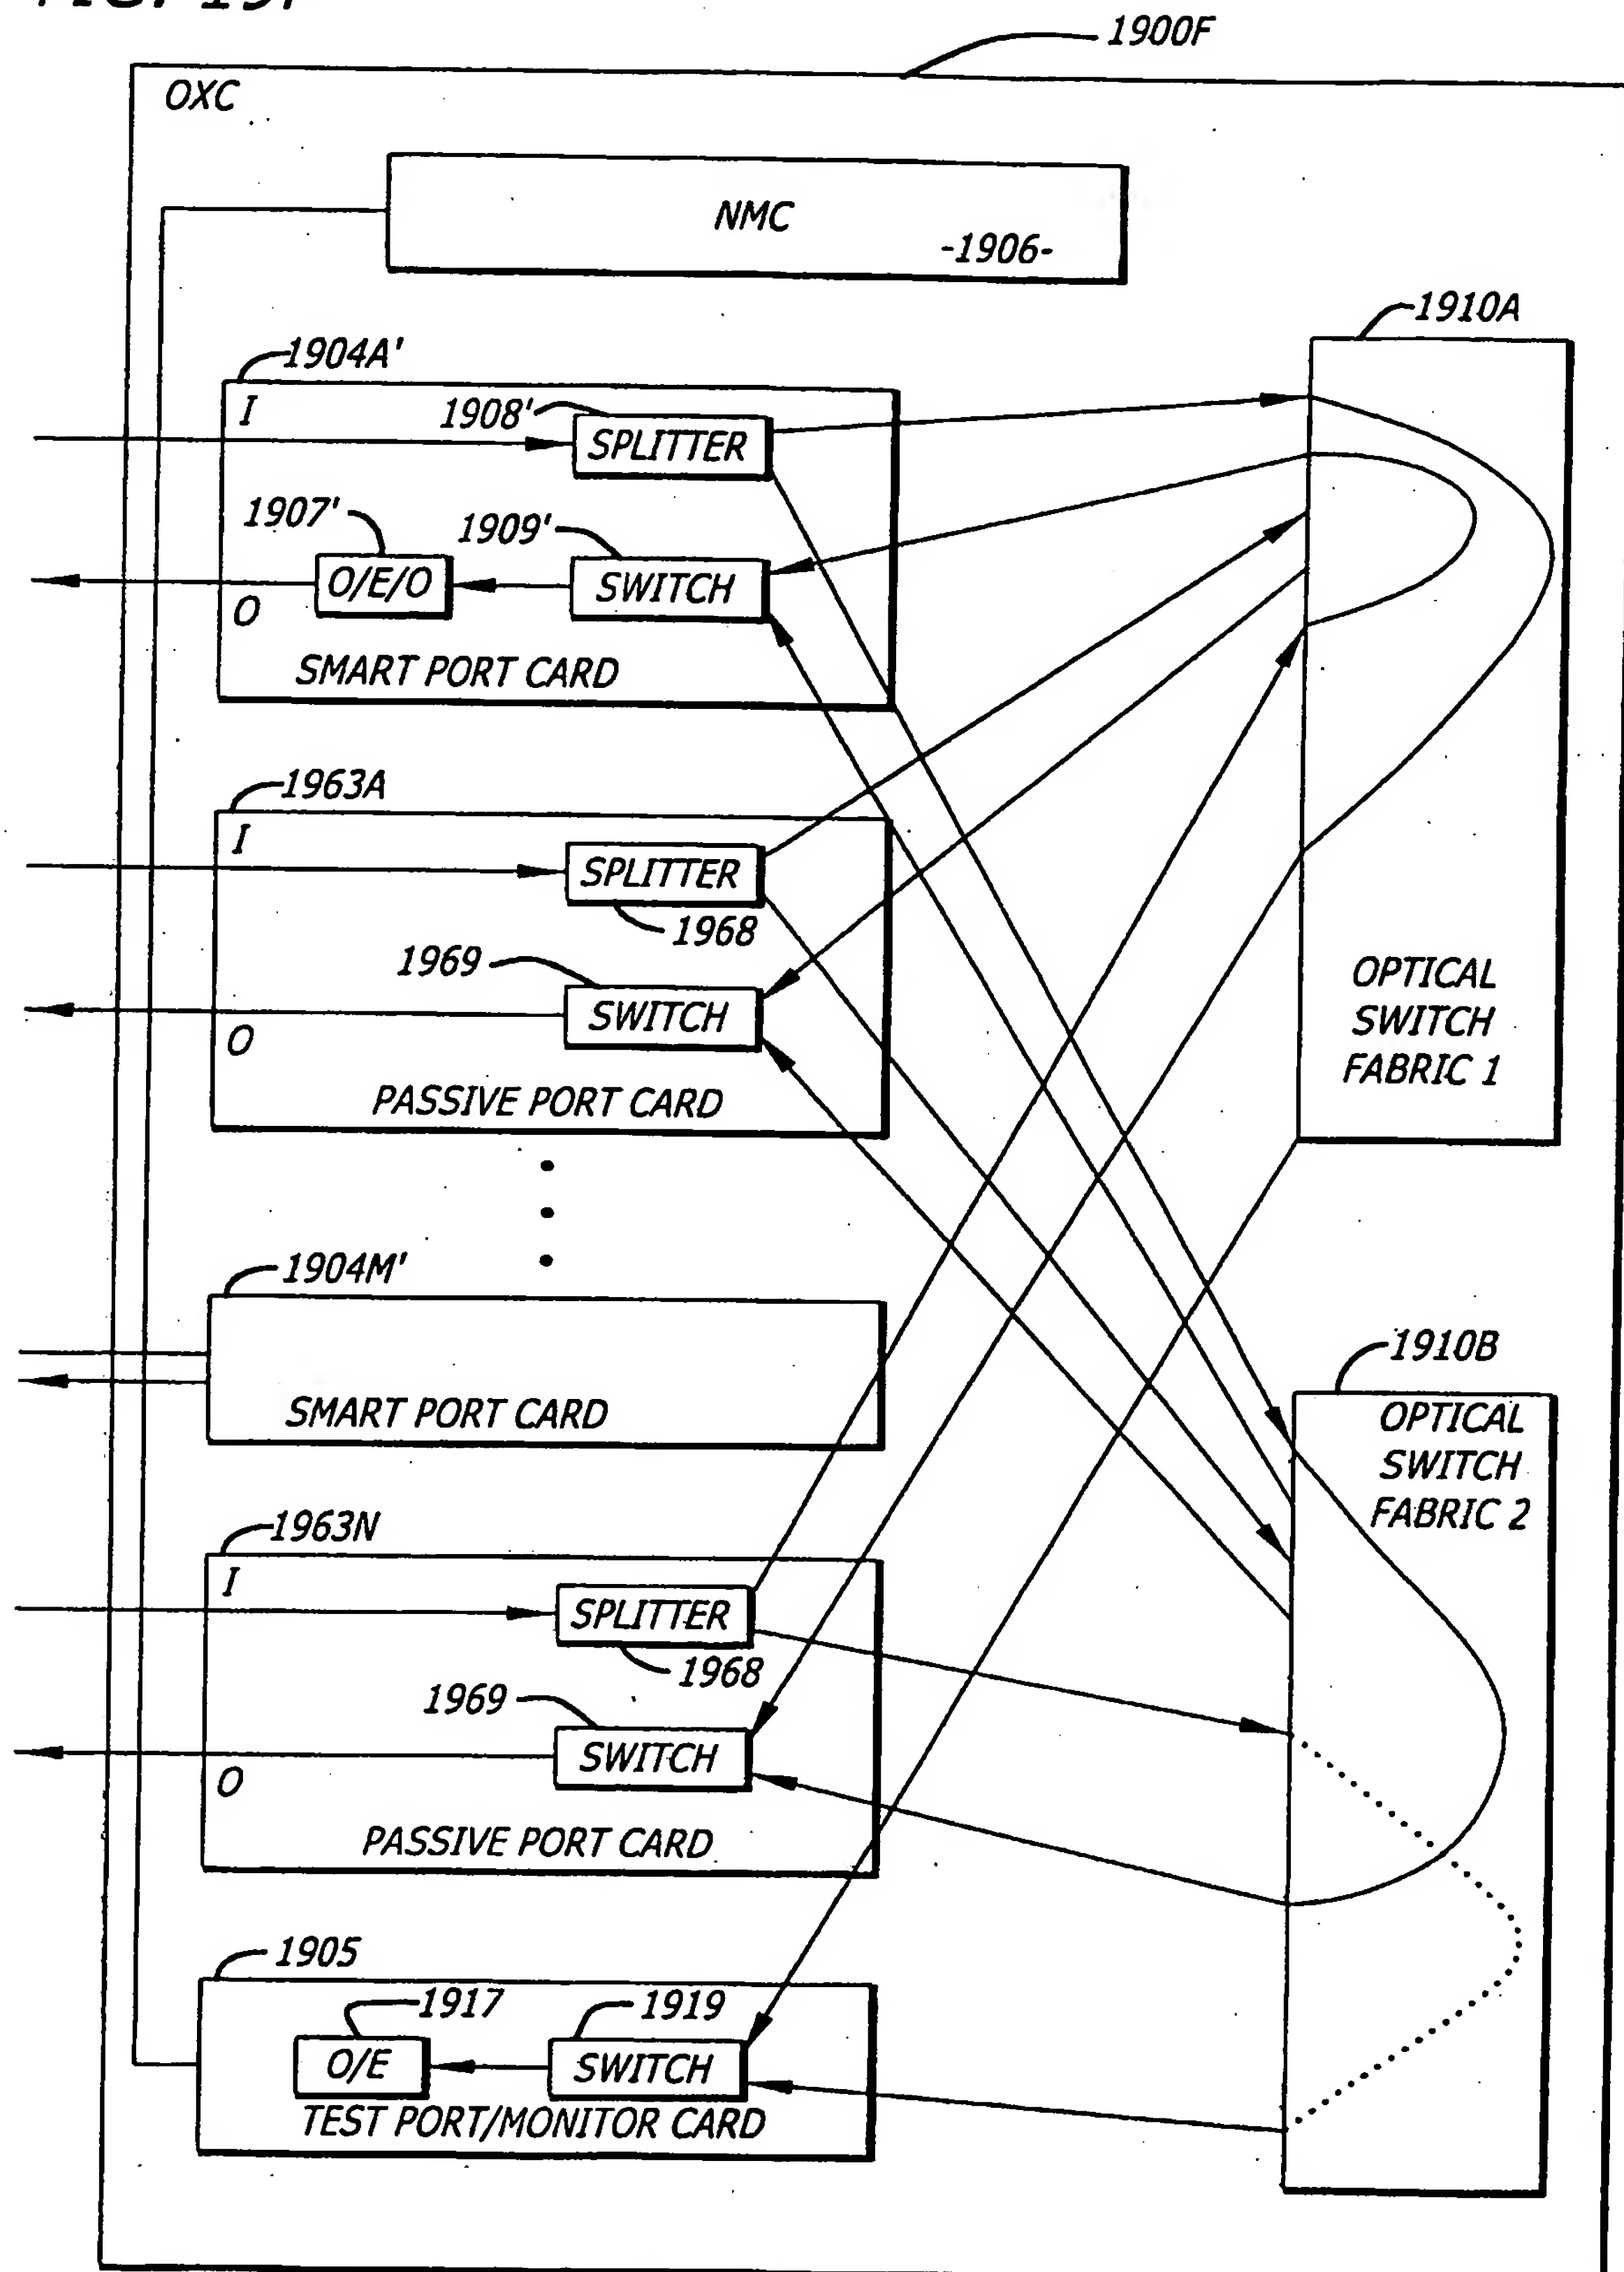 1900F
OXC
NMC
-1906-
1910A
1904A'
I
1908'
SPLITTER
1907'
1909'
O/E/O
SWITCH
O
SMART PORT CARD
1963A
I
SPLITTER
1968
1969
SWITCH
O
PASSIVE PORT CARD
OPTICAL
SWITCH
FABRIC 1
1904M'
SMART PORT CARD
1910B
OPTICAL
SWITCH
FABRIC 2
1963N
I
SPLITTER
1968
1969
SWITCH
O
PASSIVE PORT CARD
1905
1917
1919
O/E
SWITCH
TEST PORT/MONITOR CARD